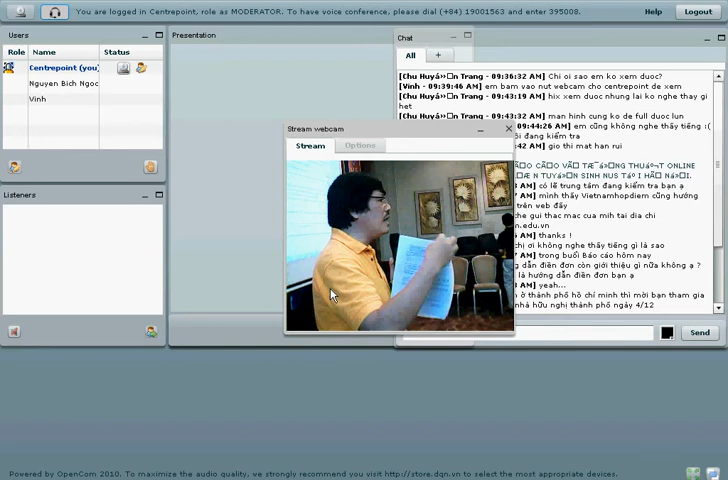 You are logged in Centrepoint, role as MODERATOR. To have voice conference, please dial (+84) 19001563 and enter 395008.
Help
Logout
Users
Role Name Status
Centrepoint (you)
Nguyen Bich Ngoc
Vinh
Listeners
Presentation
Chat
All +
- 09:36:32 AM] Chi oi sao em ko xem duoc?
[Vinh - 09:39:46 AM] em bam vao nut webcam cho centrepoint de xem
- 09:43:19 AM] hix xem duoc nhung lai ko nghe thay gi
het
- 09:43:32 AM] man hinh cung ko de full duoc lun
09:44:26 AM] em cũng không nghe thấy tiếng :(
đang kiểm tra
42 AM] gio thi mat han rui
ONLINE
AM] có lẽ trung tâm đang kiểm tra bạn ạ
AM] mình thấy Vietnamhopdiem cũng hướng
trên web đấy
che gui thac mac cua mih tai dia chi
n.edu.vn
AM] thanks !
ơi không nghe thấy tiếng gì là sao
AM] trong buổi Báo cáo hôm nay
dẫn điền đơn còn giới thiệu gì nữa không ạ ?
là hướng dẫn điền đơn bạn ạ
AM] yeah...
ở thành phố hồ chí minh thì mời bạn tham gia
nhà hữu nghị thành phố ngày 4/12
Send
Stream webcam
Stream Options
Powered by OpenCom 2010. To maximize the audio quality, we strongly recommend you visit http://store.dqn.vn to select the most appropriate devices.